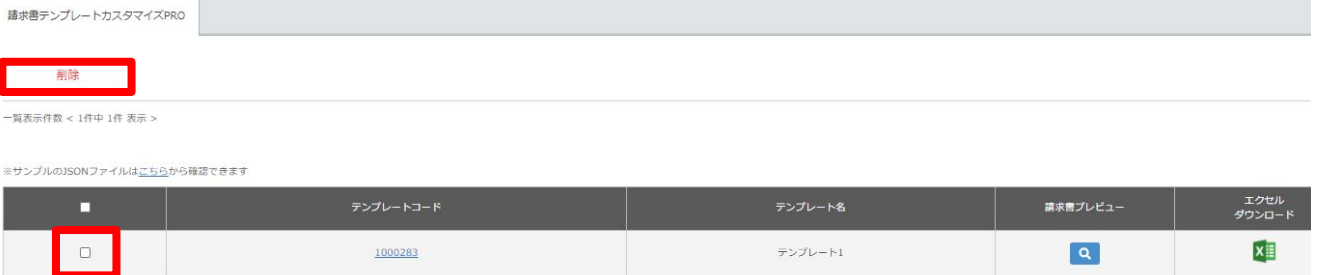 請求書テンプレートカスタマイズPRO
削除
一覧表示件数 < 1件中 1件 表示 >
※サンプルのJSONファイルはこちらから確認できます
テンプレートコード テンプレート名 請求書プレビュー エクセル
ダウンロード
1000283 テンプレート1